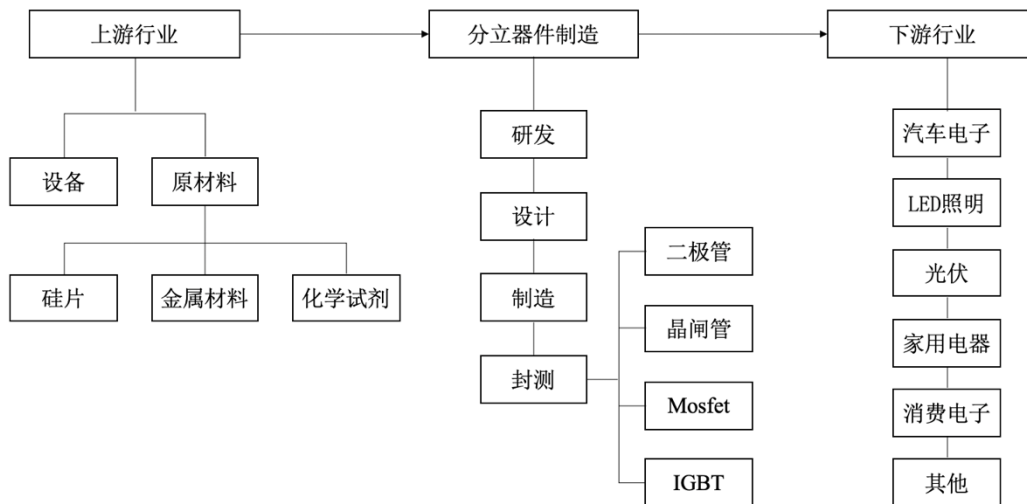 上游行业
分立器件制造
下游行业
设备
原材料
硅片
金属材料
化学试剂
研发
设计
制造
封测
二极管
晶闸管
Mosfet
IGBT
汽车电子
LED照明
光伏
家用电器
消费电子
其他